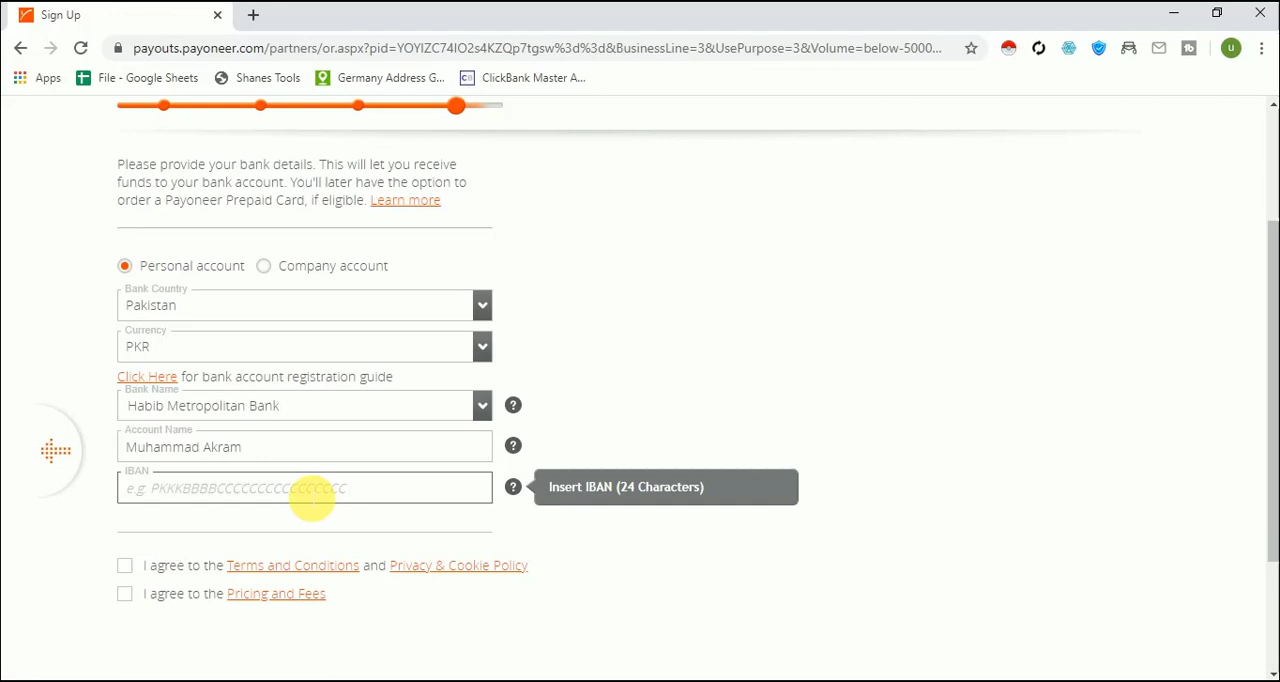 Sign Up
payouts.payoneer.com/partners/or.aspx?pid=YOYIZC74IO2s4KZQp7tgsw%3d%3d&BusinessLine=3&UsePurpose=3&Volume=below-5000...
u
Apps
File - Google Sheets
Shanes Tools
Germany Address G...
CB
ClickBank Master A...
Please provide your bank details. This will let you receive
funds to your bank account. You'll later have the option to
order a Payoneer Prepaid Card, if eligible. Learn more
Personal account
Company account
Bank Country
Pakistan
Currency
PKR
Click Here for bank account registration guide
Bank Name
Habib Metropolitan Bank
?
Account Name
Muhammad Akram
?
IBAN
? Insert IBAN (24 Characters)
I agree to the Terms and Conditions and Privacy & Cookie Policy
I agree to the Pricing and Fees